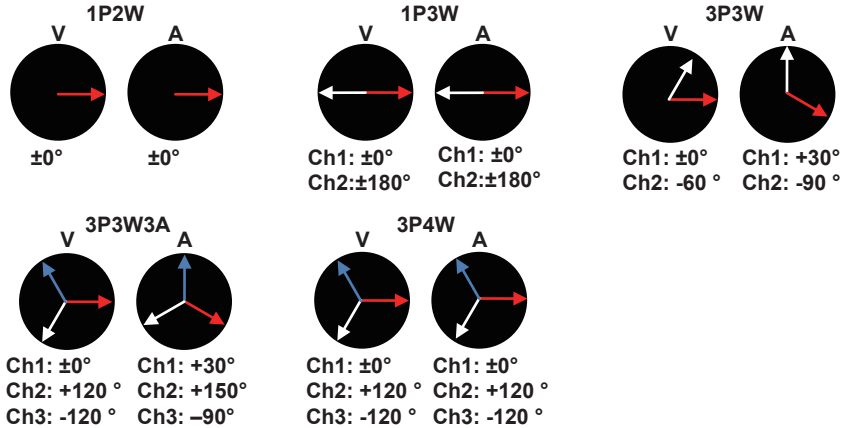 1P2W
V A
±0° ±0°
1P3W
V A
Ch1: ±0° Ch1: ±0°
Ch2:±180° Ch2:±180°
3P3W
V A
Ch1: ±0° Ch1: +30°
Ch2: -60 ° Ch2: -90 °
3P3W3A
V A
Ch1: ±0° Ch1: +30°
Ch2: +120 ° Ch2: +150°
Ch3: -120 ° Ch3: –90°
3P4W
V A
Ch1: ±0° Ch1: ±0°
Ch2: +120 ° Ch2: +120 °
Ch3: -120 ° Ch3: -120 °